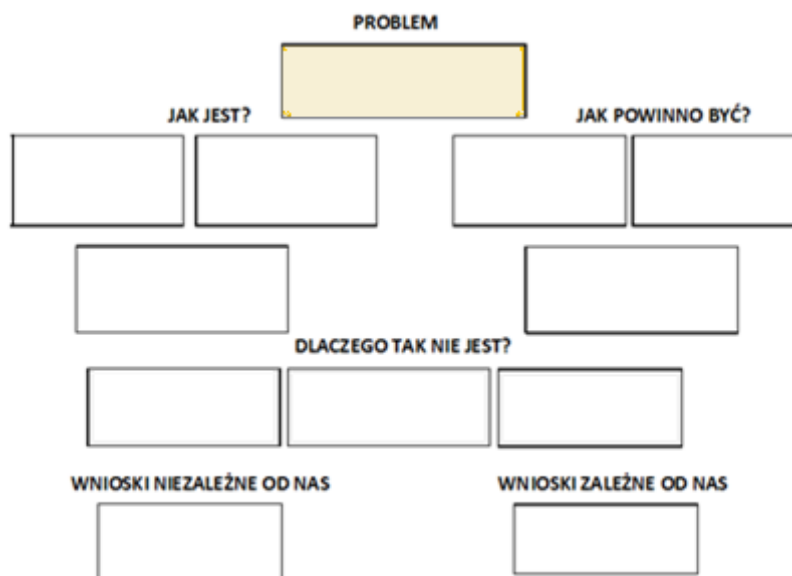 PROBLEM
JAK JEST?
JAK POWINNO BYĆ?
DLACZEGO TAK NIE JEST?
WNIOSKI NIEZALEŻNE OD NAS
WNIOSKI ZALEŻNE OD NAS